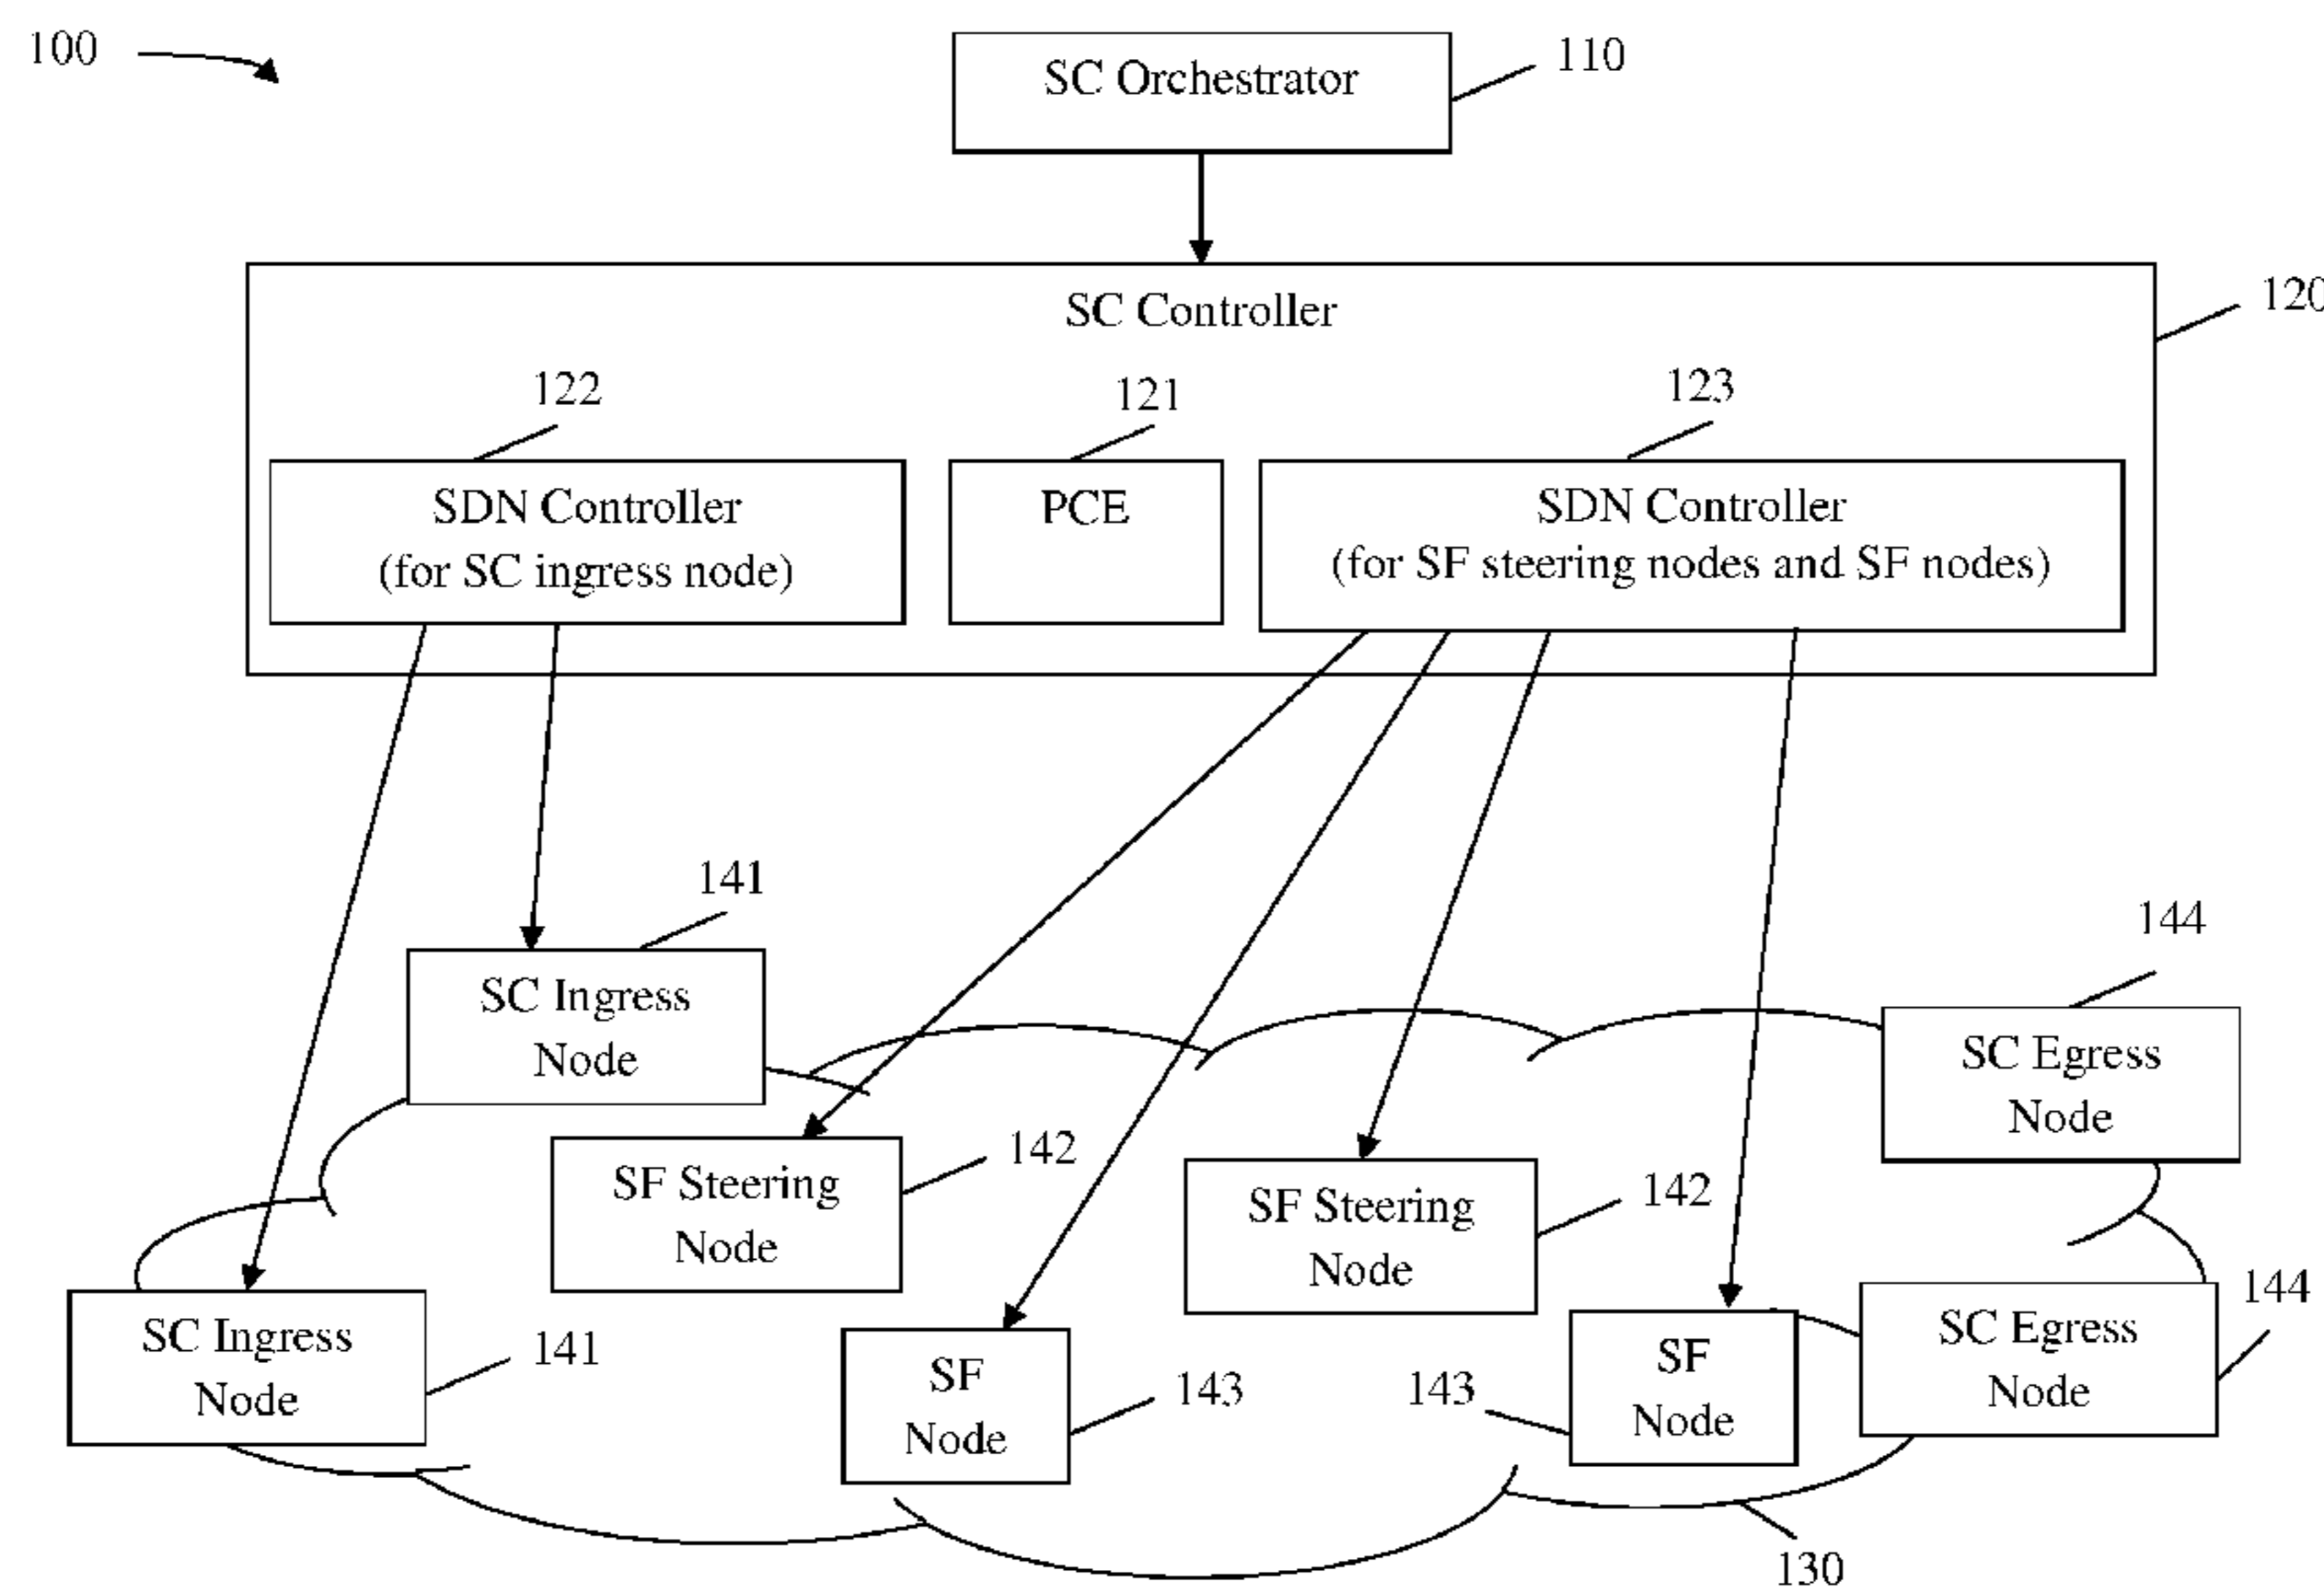 100
SC Orchestrator
110
SC Controller
120
122
121
123
SDN Controller
(for SC ingress node)
PCE
SDN Controller
(for SF steering nodes and SF nodes)
141
SC Ingress
Node
144
SC Egress
Node
SF Steering
Node
142
SF Steering
Node
142
SC Ingress
Node
141
SF
Node
143
143
SF
Node
SC Egress
Node
144
130